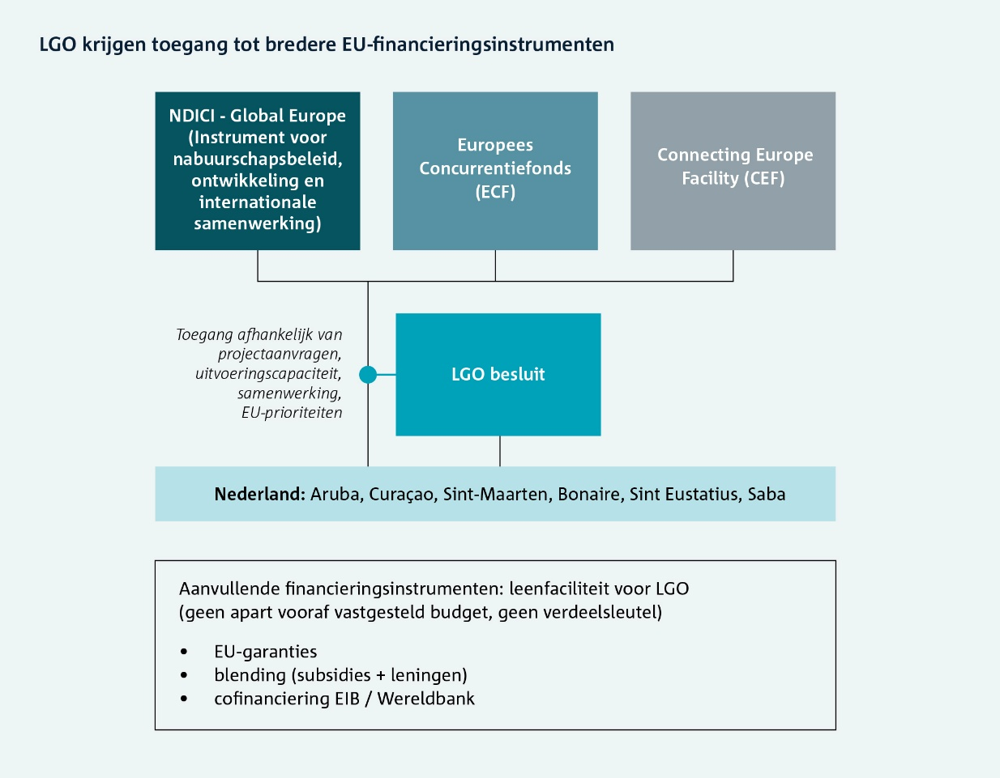 LGO krijgen toegang tot bredere EU-financieringsinstrumenten
NDICI - Global Europe
(Instrument voor
nabuurschapsbeleid,
ontwikkeling en
internationale
samenwerking)
Europees
Concurrentiefonds
(ECF)
Connecting Europe
Facility (CEF)
Toegang afhankelijk van
projectaanvragen,
uitvoeringscapaciteit,
samenwerking,
EU-prioriteiten
LGO besluit
Nederland: Aruba, Curaçao, Sint-Maarten, Bonaire, Sint Eustatius, Saba
Aanvullende financieringsinstrumenten: leenfaciliteit voor LGO
(geen apart vooraf vastgesteld budget, geen verdeelsleutel)
• EU-garanties
• blending (subsidies + leningen)
• cofinanciering EIB / Wereldbank